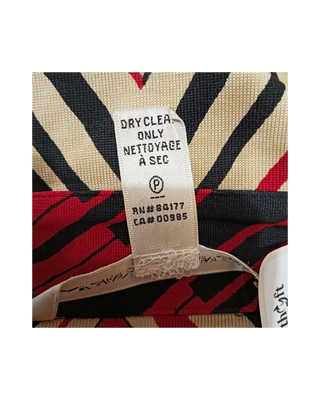 DRY CLEA
ONLY
NETTOYAGE
À SEC
P
RN# 84177
CA# 00985